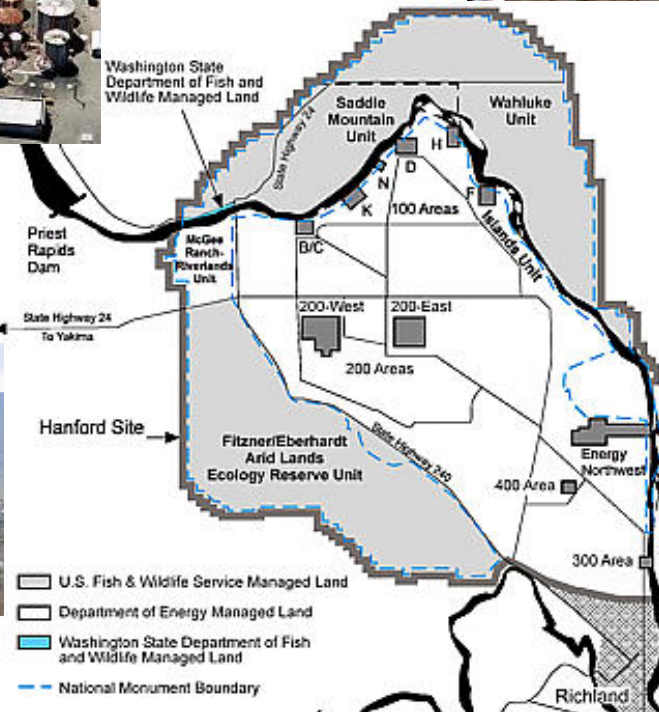 Washington State
Department of Fish and
Wildlife Managed Land
State Highway 24
Saddle
Mountain
Unit
Wahluke
Unit
H
D
N
K
F
100 Areas
Islands Unit
B/C
Priest
Rapids
Dam
McGee
Ranch-
Riverlands
Unit
State Highway 24
To Yakima
200-West
200-East
200 Areas
Hanford Site
Fitzner/Eberhardt
Arid Lands
Ecology Reserve Unit
State Highway 240
Energy
Northwest
400 Area
300 Area
U.S. Fish & Wildlife Service Managed Land
Department of Energy Managed Land
Washington State Department of Fish
and Wildlife Managed Land
National Monument Boundary
Richland